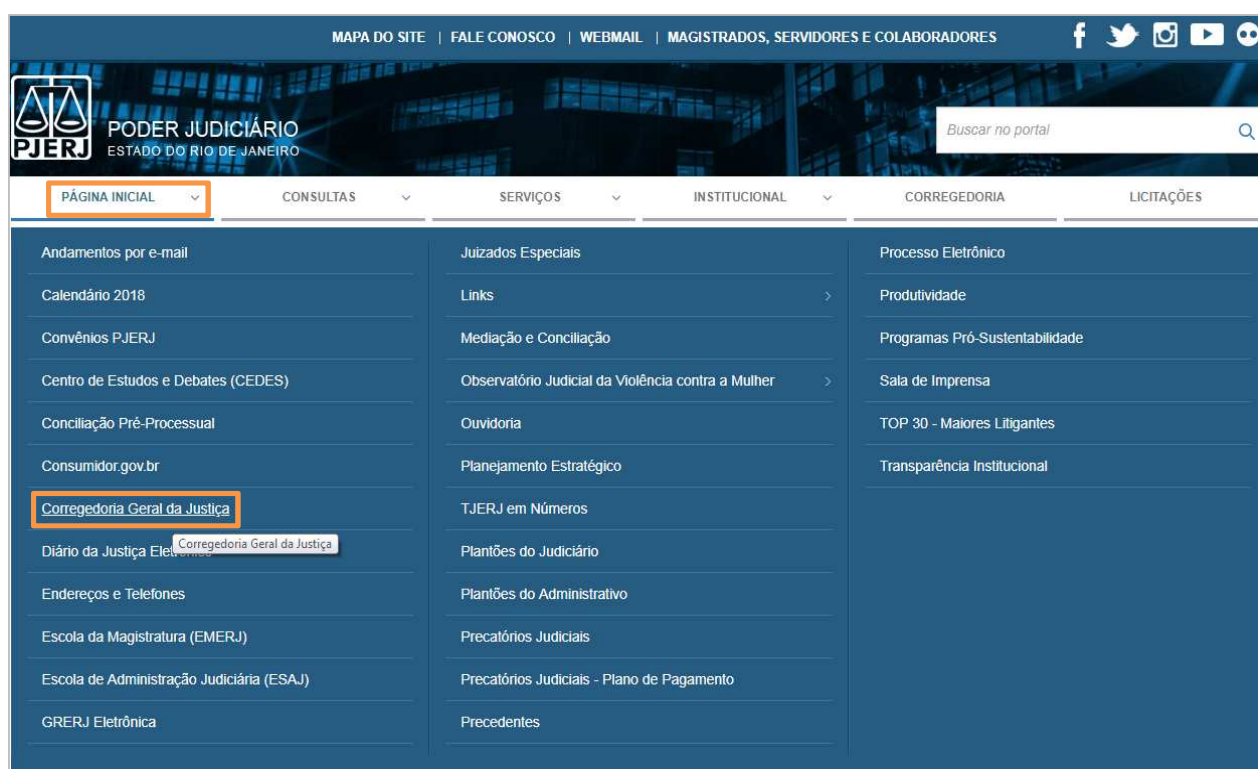 MAPA DO SITE | FALE CONOSCO | WEBMAIL | MAGISTRADOS, SERVIDORES E COLABORADORES
PJERJ
PODER JUDICIÁRIO
ESTADO DO RIO DE JANEIRO
Buscar no portal
PÁGINA INICIAL CONSULTAS SERVIÇOS INSTITUCIONAL CORREGEDORIA LICITAÇÕES
Andamentos por e-mail
Calendário 2018
Convênios PJERJ
Centro de Estudos e Debates (CEDES)
Conciliação Pré-Processual
Consumidor.gov.br
Corregedoria Geral da Justiça
Corregedoria Geral da Justiça
Diário da Justiça
Endereços e Telefones
Escola da Magistratura (EMERJ)
Escola de Administração Judiciária (ESAJ)
GRERJ Eletrônica
Juizados Especiais
Links
Mediação e Conciliação
Observatório Judicial da Violência contra a Mulher
Ouvidoria
Planejamento Estratégico
TJERJ em Números
Plantões do Judiciário
Plantões do Administrativo
Precatórios Judiciais
Precatórios Judiciais - Plano de Pagamento
Precedentes
Processo Eletrônico
Produtividade
Programas Pró-Sustentabilidade
Sala de Imprensa
TOP 30 - Maiores Litigantes
Transparência Institucional